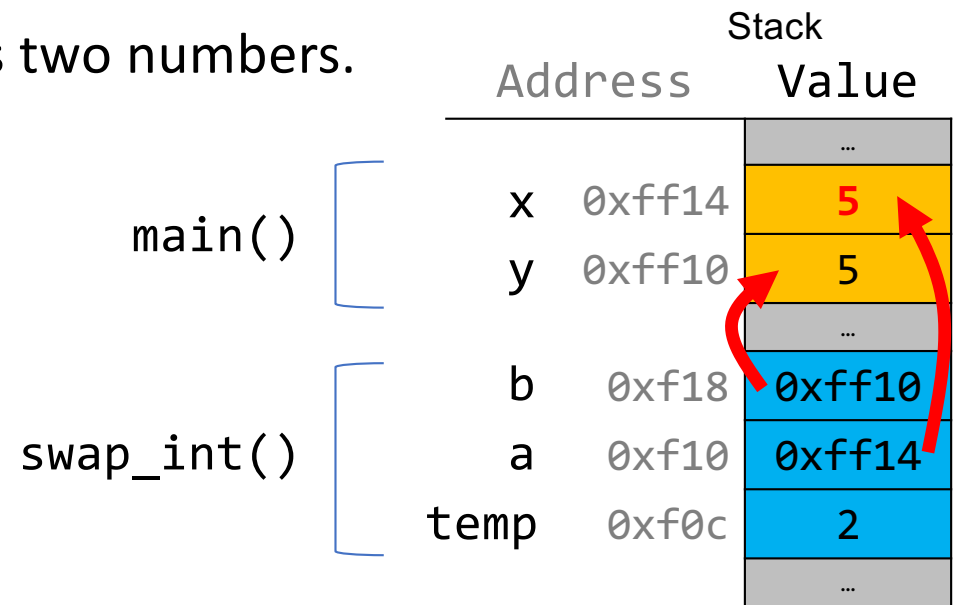 s two numbers.
Stack
Address Value
…
x 0xff14 5
main()
y 0xff10 5
…
b 0xf18 0xff10
swap_int()
a 0xf10 0xff14
temp 0xf0c 2
…